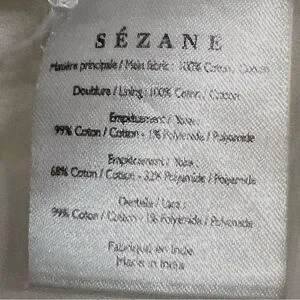 SÉZANE
Matière principale / Main fabric : 100% Coton / Cotton
Doublure / Lining : 100% Coton / Cotton
Empiècement / Yoke :
99% Coton / Cotton - 1% Polyamide / Polyamide
Empiècement / Yoke :
68% Coton / Cotton - 32% Polyamide / Polyamide
Dentelle / Lace :
99% Coton / Cotton - 1% Polyamide / Polyamide
Fabriqué en Inde
Made in India